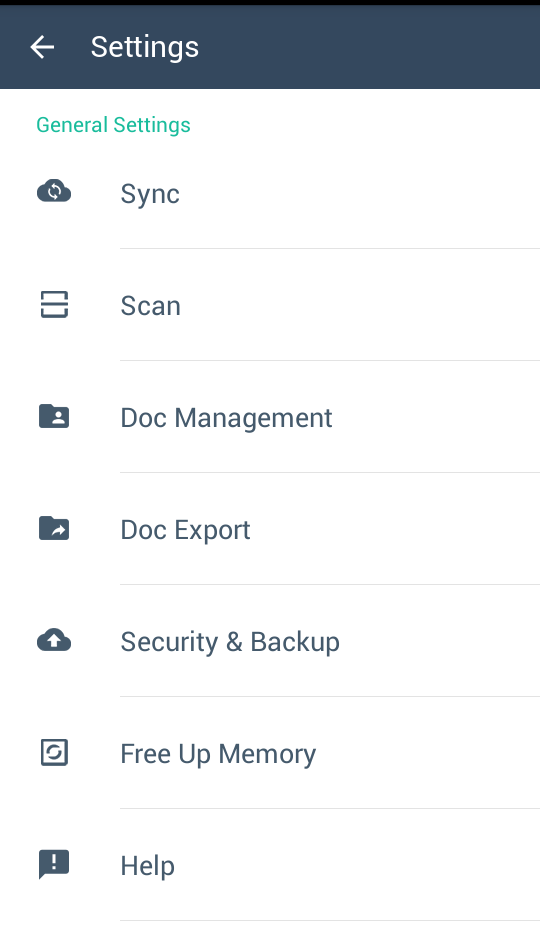 Settings
General Settings
Sync
Scan
Doc Management
Doc Export
Security & Backup
Free Up Memory
Help